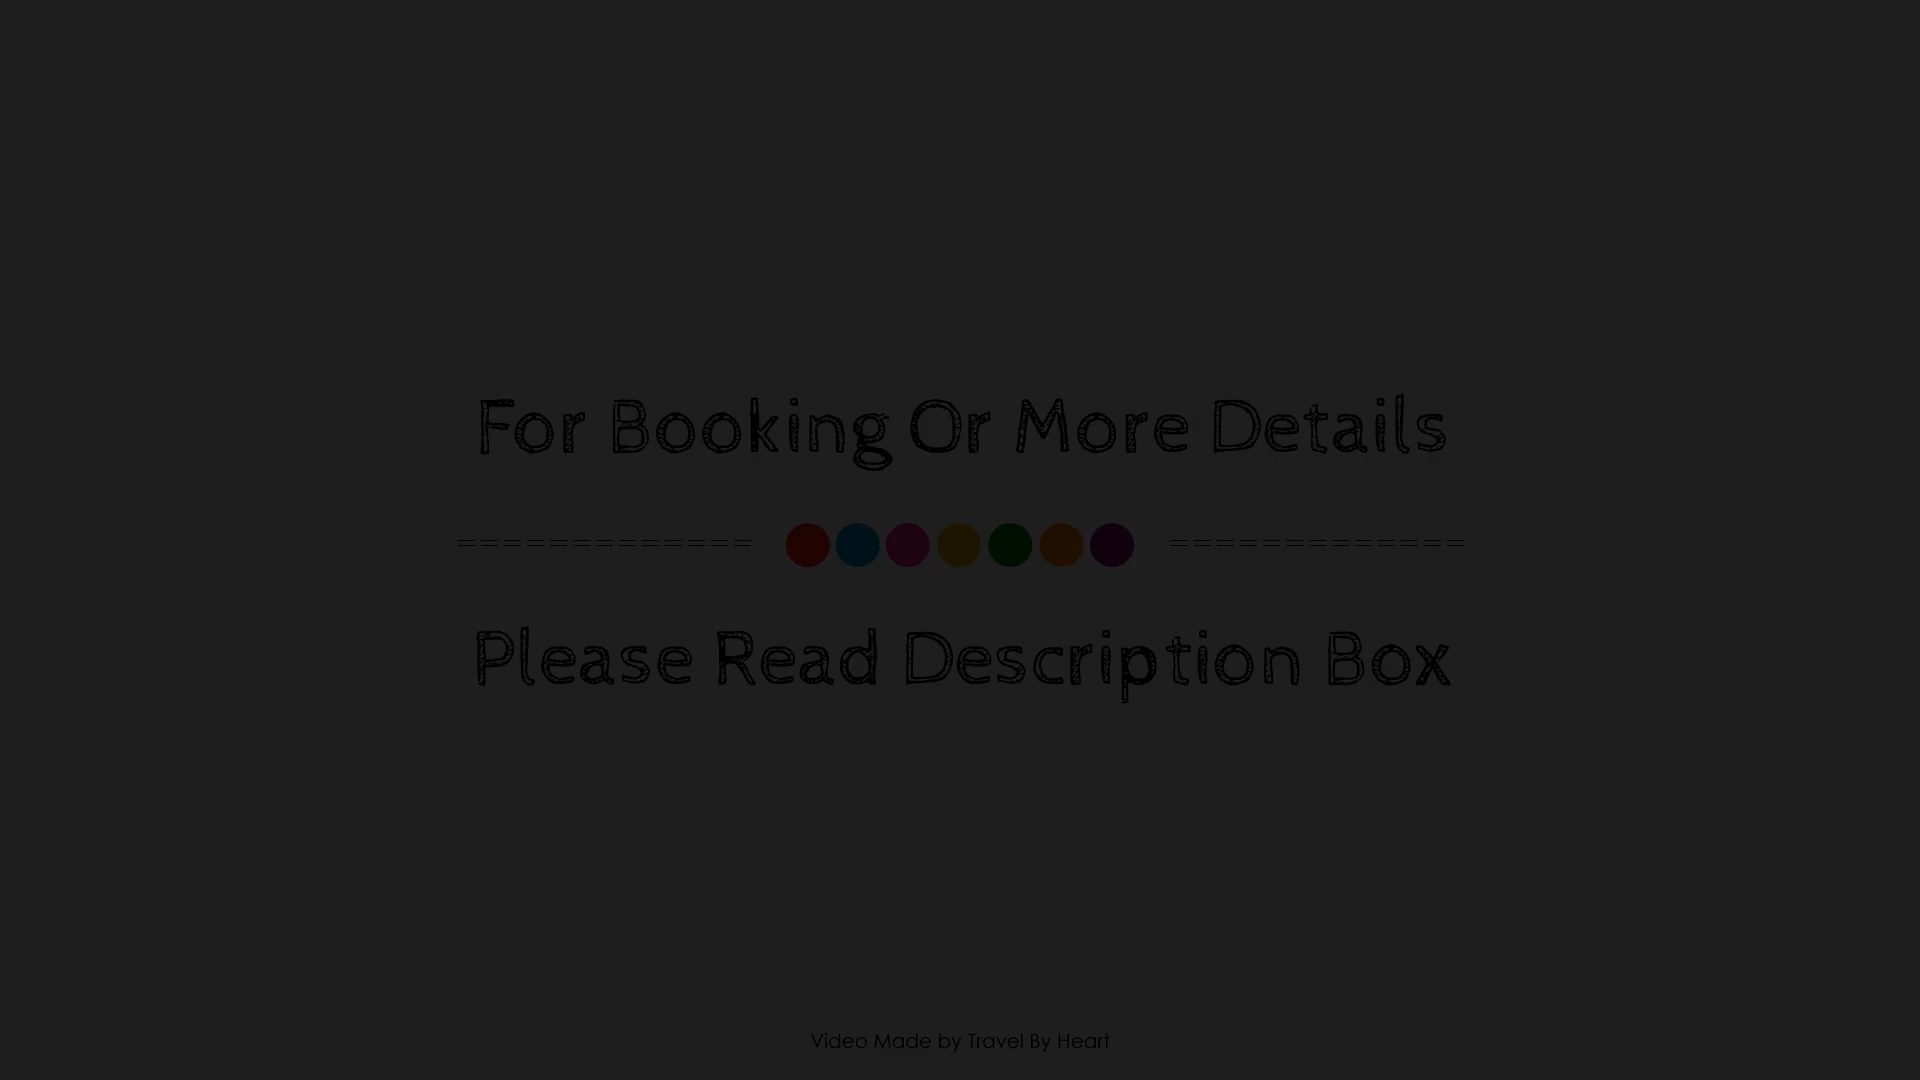 For Booking Or More Details
============= =============
Please Read Description Box
Video Made by Travel By Heart